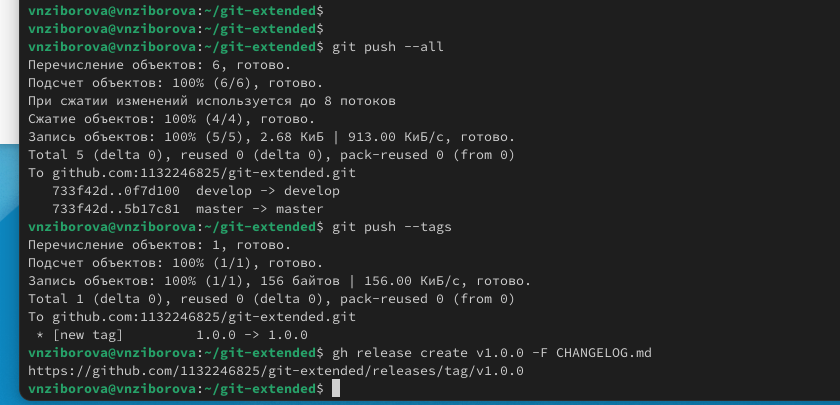 vnziborova@vnziborova:~/git-extended$
vnziborova@vnziborova:~/git-extended$
vnziborova@vnziborova:~/git-extended$ git push --all
Перечисление объектов: 6, готово.
Подсчет объектов: 100% (6/6), готово.
При сжатии изменений используется до 8 потоков
Сжатие объектов: 100% (4/4), готово.
Запись объектов: 100% (5/5), 2.68 КиБ | 913.00 КиБ/с, готово.
Total 5 (delta 0), reused 0 (delta 0), pack-reused 0 (from 0)
To github.com:1132246825/git-extended.git
   733f42d..0f7d100  develop -> develop
   733f42d..5b17c81  master -> master
vnziborova@vnziborova:~/git-extended$ git push --tags
Перечисление объектов: 1, готово.
Подсчет объектов: 100% (1/1), готово.
Запись объектов: 100% (1/1), 156 байтов | 156.00 КиБ/с, готово.
Total 1 (delta 0), reused 0 (delta 0), pack-reused 0 (from 0)
To github.com:1132246825/git-extended.git
 * [new tag]         1.0.0 -> 1.0.0
vnziborova@vnziborova:~/git-extended$ gh release create v1.0.0 -F CHANGELOG.md
https://github.com/1132246825/git-extended/releases/tag/v1.0.0
vnziborova@vnziborova:~/git-extended$